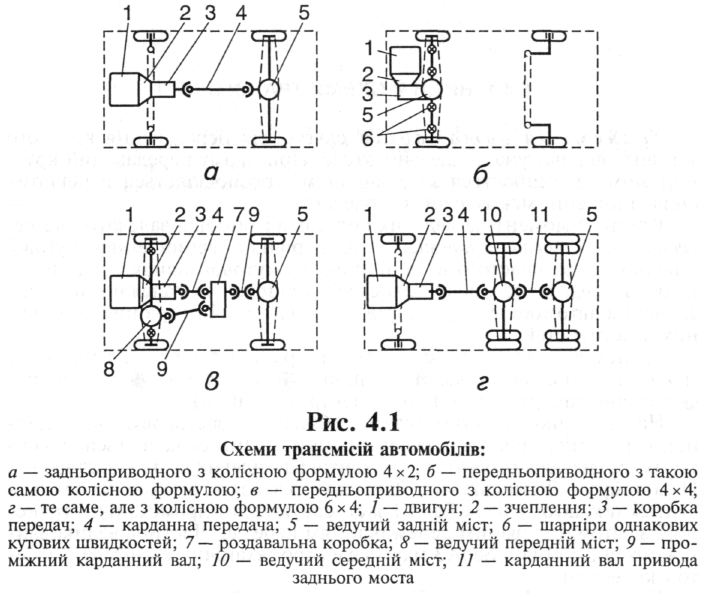 1 2 3 4 5
а
1
2
3
5
6
б
1 2 3 4 7 9 5
8
9
в
1 2 3 4 10 11 5
г
Рис. 4.1
Схеми трансмісій автомобілів:
а — задньоприводного з колісною формулою 4×2; б — передньоприводного з такою
самою колісною формулою; в — передньоприводного з колісною формулою 4×4;
г — те саме, але з колісною формулою 6×4; 1 — двигун; 2 — зчеплення; 3 — коробка
передач; 4 — карданна передача; 5 — ведучий задній міст; 6 — шарніри однакових
кутових швидкостей; 7 — роздавальна коробка; 8 — ведучий передній міст; 9 — про-
міжний карданний вал; 10 — ведучий середній міст; 11 — карданний вал привода
заднього моста